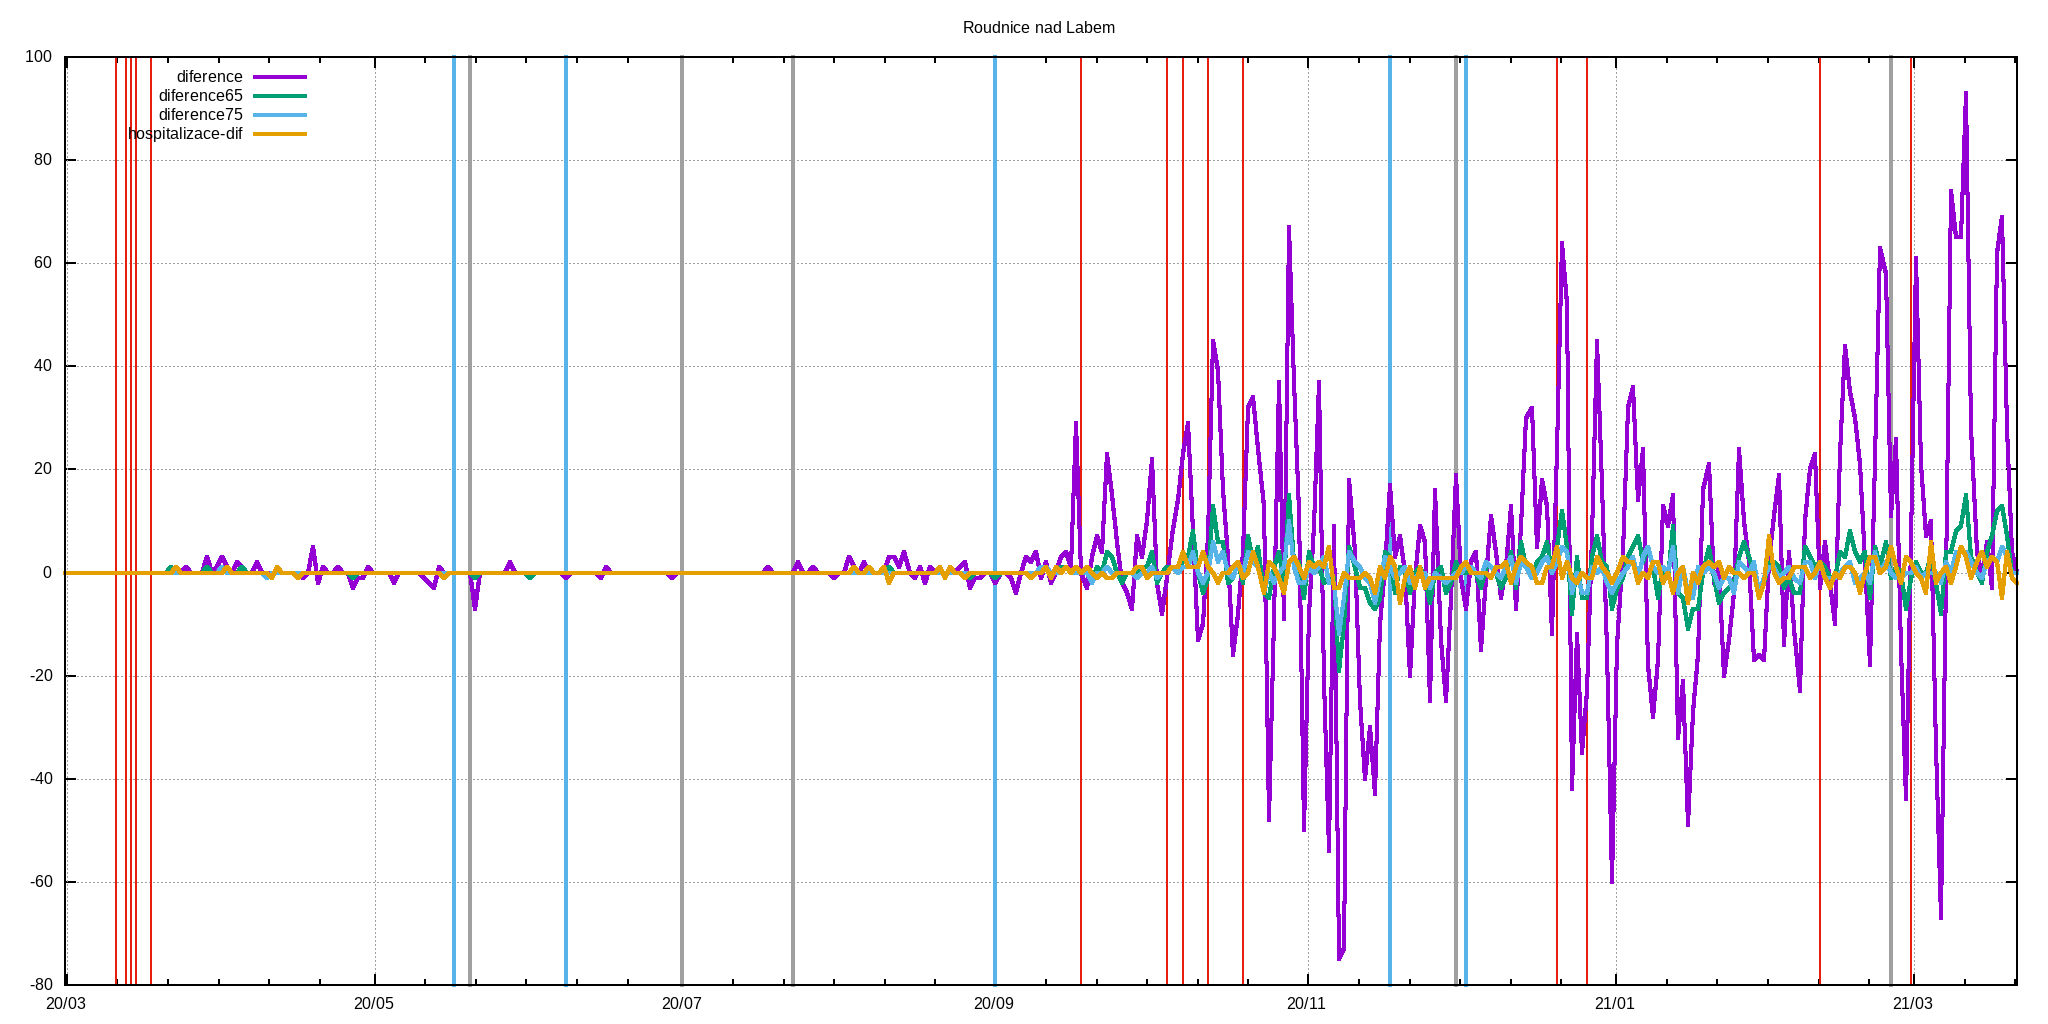 Roudnice nad Labem
100
80
60
40
20
0
-20
-40
-60
-80
diference
diference65
diference75
hospitalizace-dif
20/03 20/05 20/07 20/09 20/11 21/01 21/03